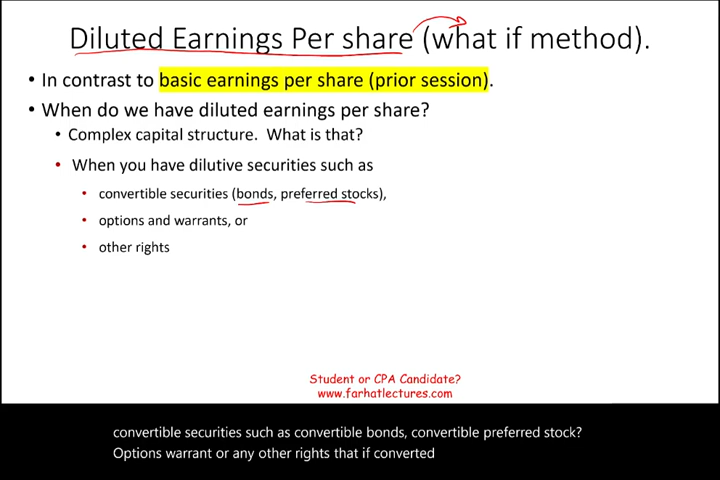 Diluted Earnings Per share (what if method).
• In contrast to basic earnings per share (prior session).
• When do we have diluted earnings per share?
• Complex capital structure. What is that?
• When you have dilutive securities such as
• convertible securities (bonds, preferred stocks),
• options and warrants, or
• other rights
Student or CPA Candidate?
www.farhatlectures.com
convertible securities such as convertible bonds, convertible preferred stock?
Options warrant or any other rights that if converted